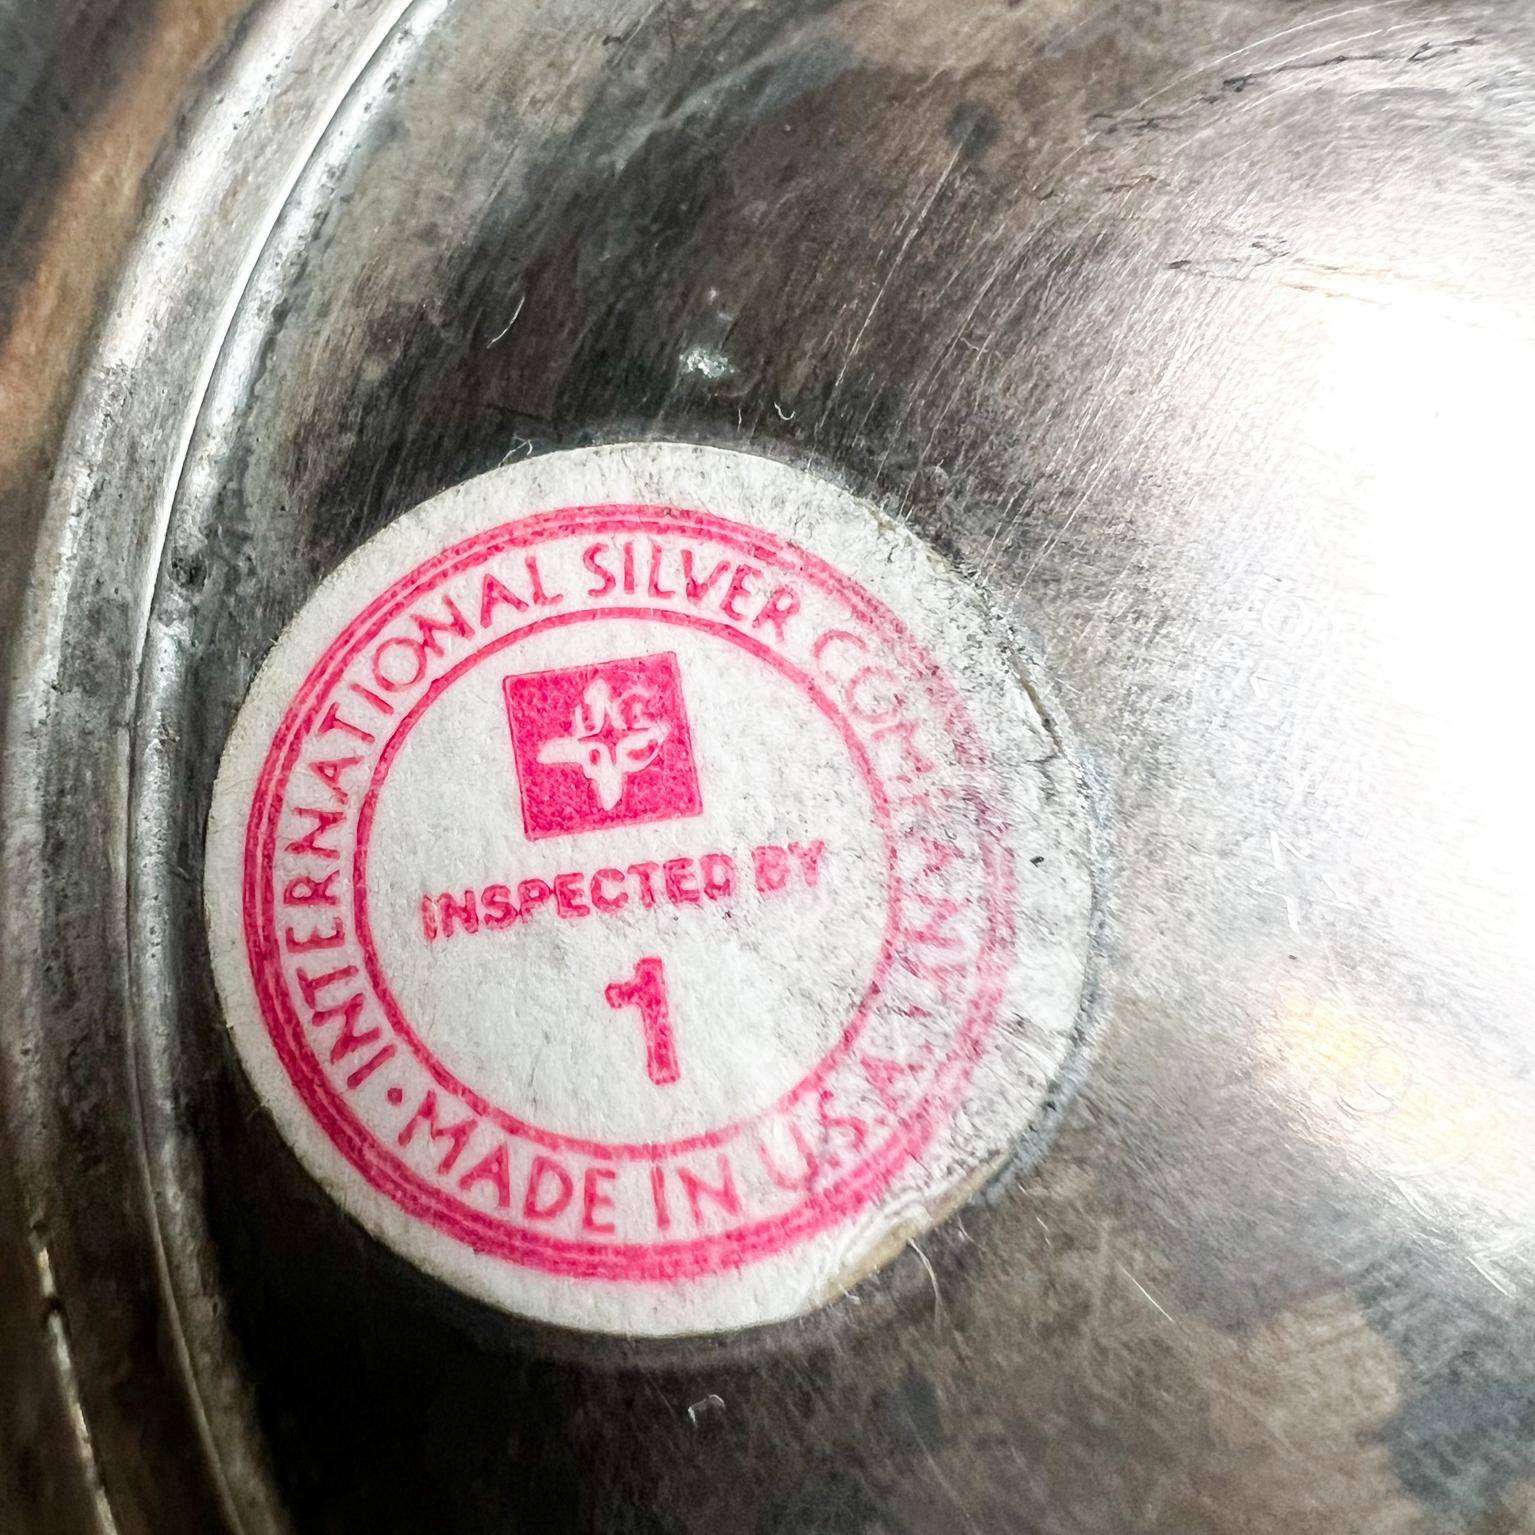 INTERNATIONAL SILVER COMPANY
INSPECTED BY
1
• MADE IN U.S.A.